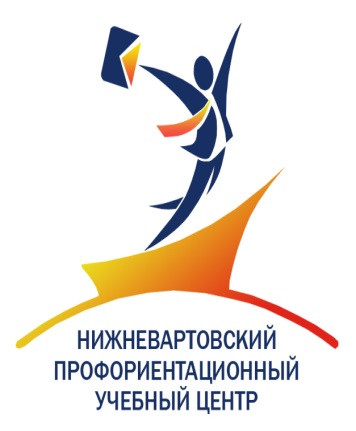 НИЖНЕВАРТОВСКИЙ
ПРОФОРИЕНТАЦИОННЫЙ
УЧЕБНЫЙ ЦЕНТР